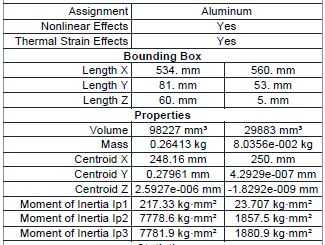 Assignment Aluminum
Nonlinear Effects Yes
Thermal Strain Effects Yes
Bounding Box
Length X 534. mm 560. mm
Length Y 81. mm 53. mm
Length Z 60. mm 5. mm
Properties
Volume 98227 mm³ 29883 mm³
Mass 0.26413 kg 8.0356e-002 kg
Centroid X 248.16 mm 250. mm
Centroid Y 0.27961 mm 4.2929e-007 mm
Centroid Z 2.5927e-006 mm -1.8292e-009 mm
Moment of Inertia Ip1 217.33 kg·mm² 23.707 kg·mm²
Moment of Inertia Ip2 7778.6 kg·mm² 1857.5 kg·mm²
Moment of Inertia Ip3 7781.9 kg·mm² 1880.9 kg·mm²